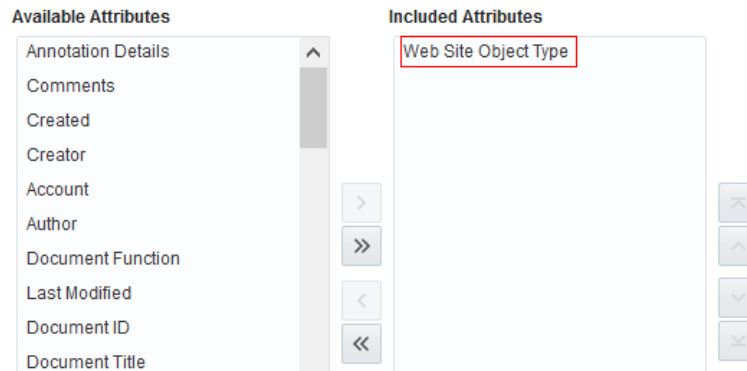 Available Attributes
Included Attributes
Annotation Details
Comments
Created
Creator
Account
Author
Document Function
Last Modified
Document ID
Document Title
Web Site Object Type